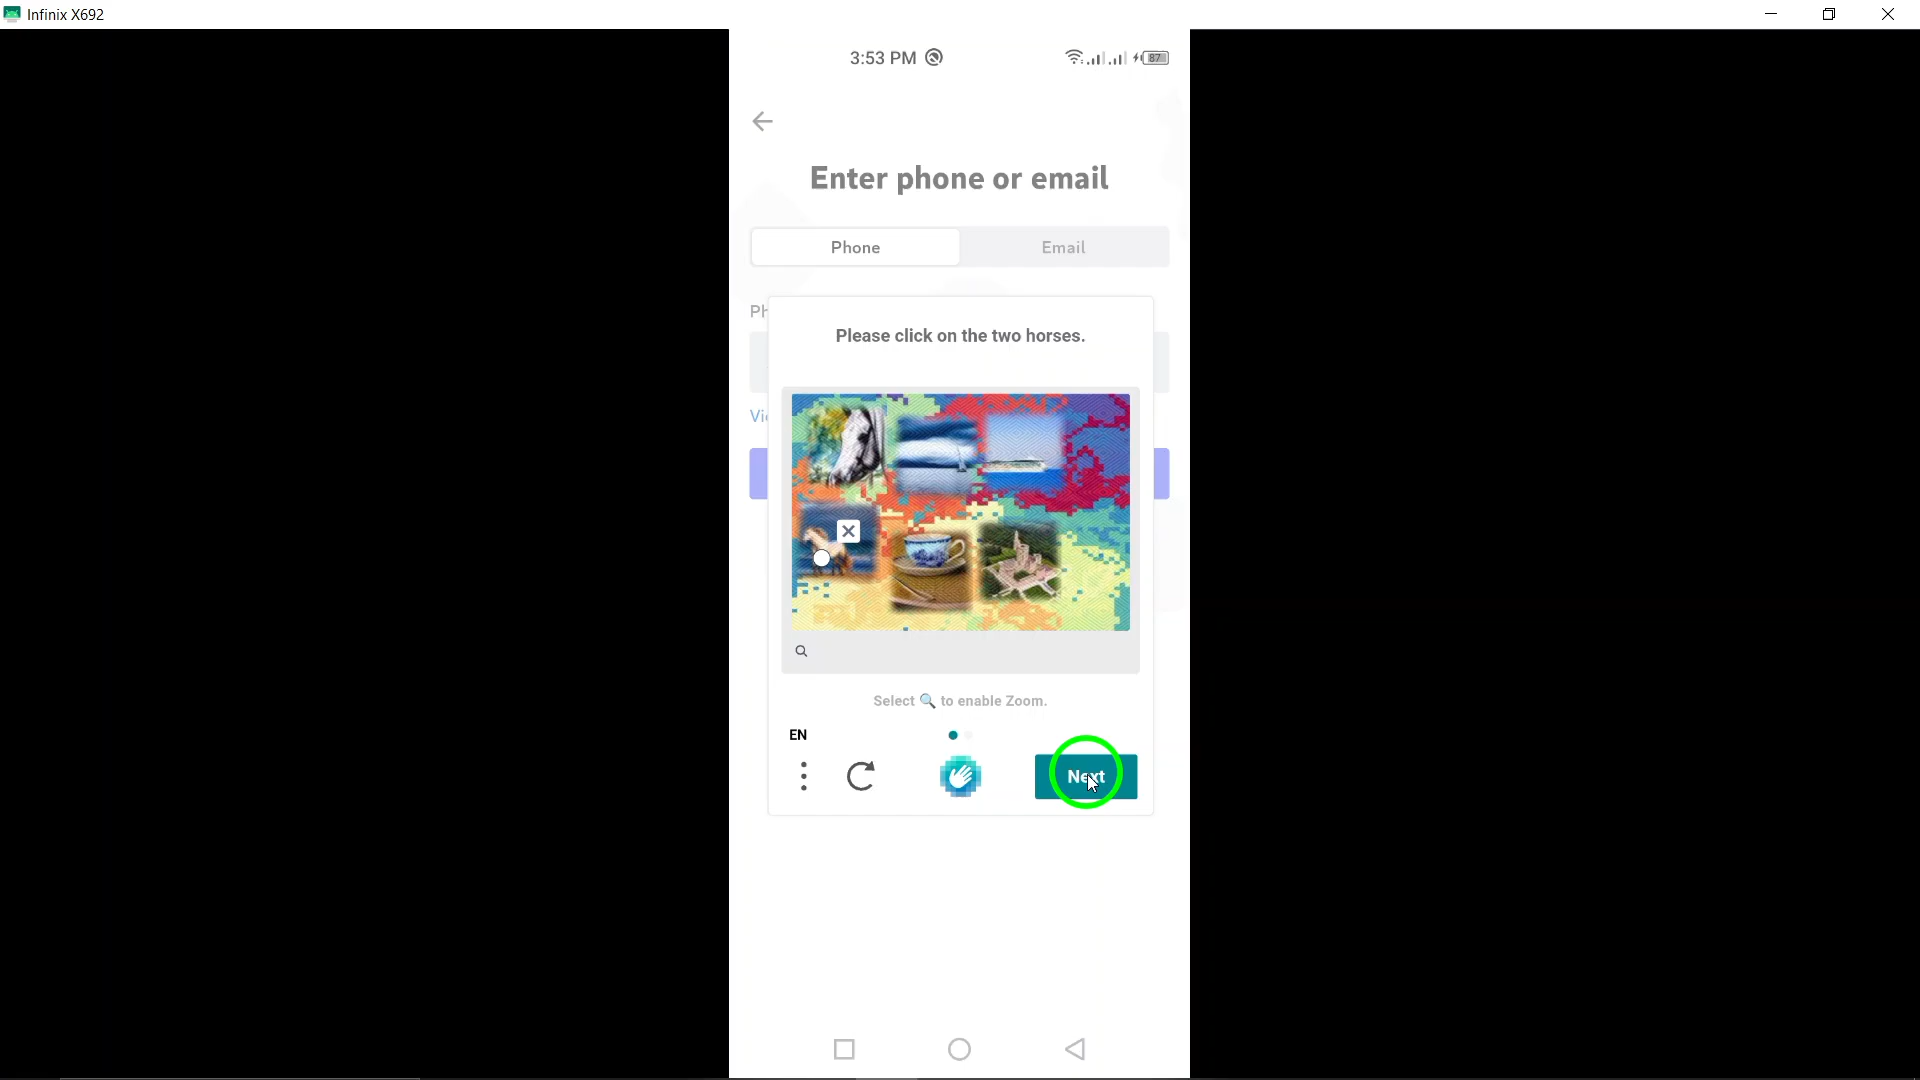 Infinix X692
3:53 PM
87
Enter phone or email
Phone
Email
Ph
Please click on the two horses.
Vi
Select 🔍 to enable Zoom.
EN
Next